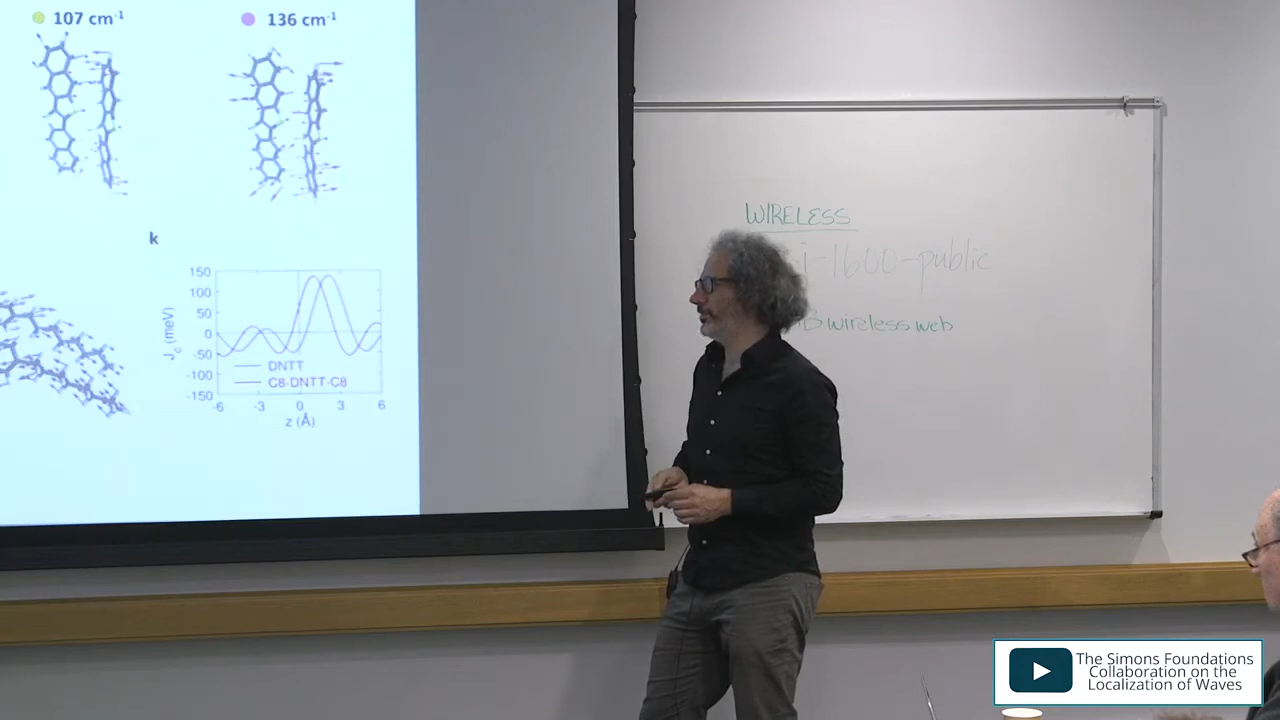 107 cm⁻¹
136 cm⁻¹
k
150
100
50
0
-50
-100
-150
J_c (meV)
DNTT
C8-DNTT-C8
-6 -3 0 3 6
z (Å)
WIRELESS
i-1600-public
wireless web
The Simons Foundations
Collaboration on the
Localization of Waves